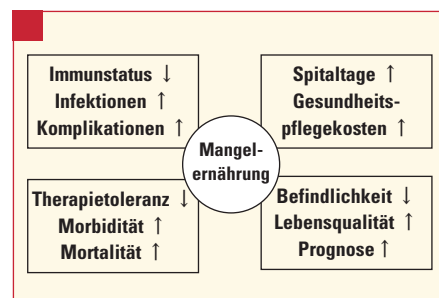 Immunstatus ↓
Infektionen ↑
Komplikationen ↑
Spitaltage ↑
Gesundheits-
pflegekosten ↑
Mangel-
ernährung
Therapietoleranz ↓
Morbidität ↑
Mortalität ↑
Befindlichkeit ↓
Lebensqualität ↑
Prognose ↑